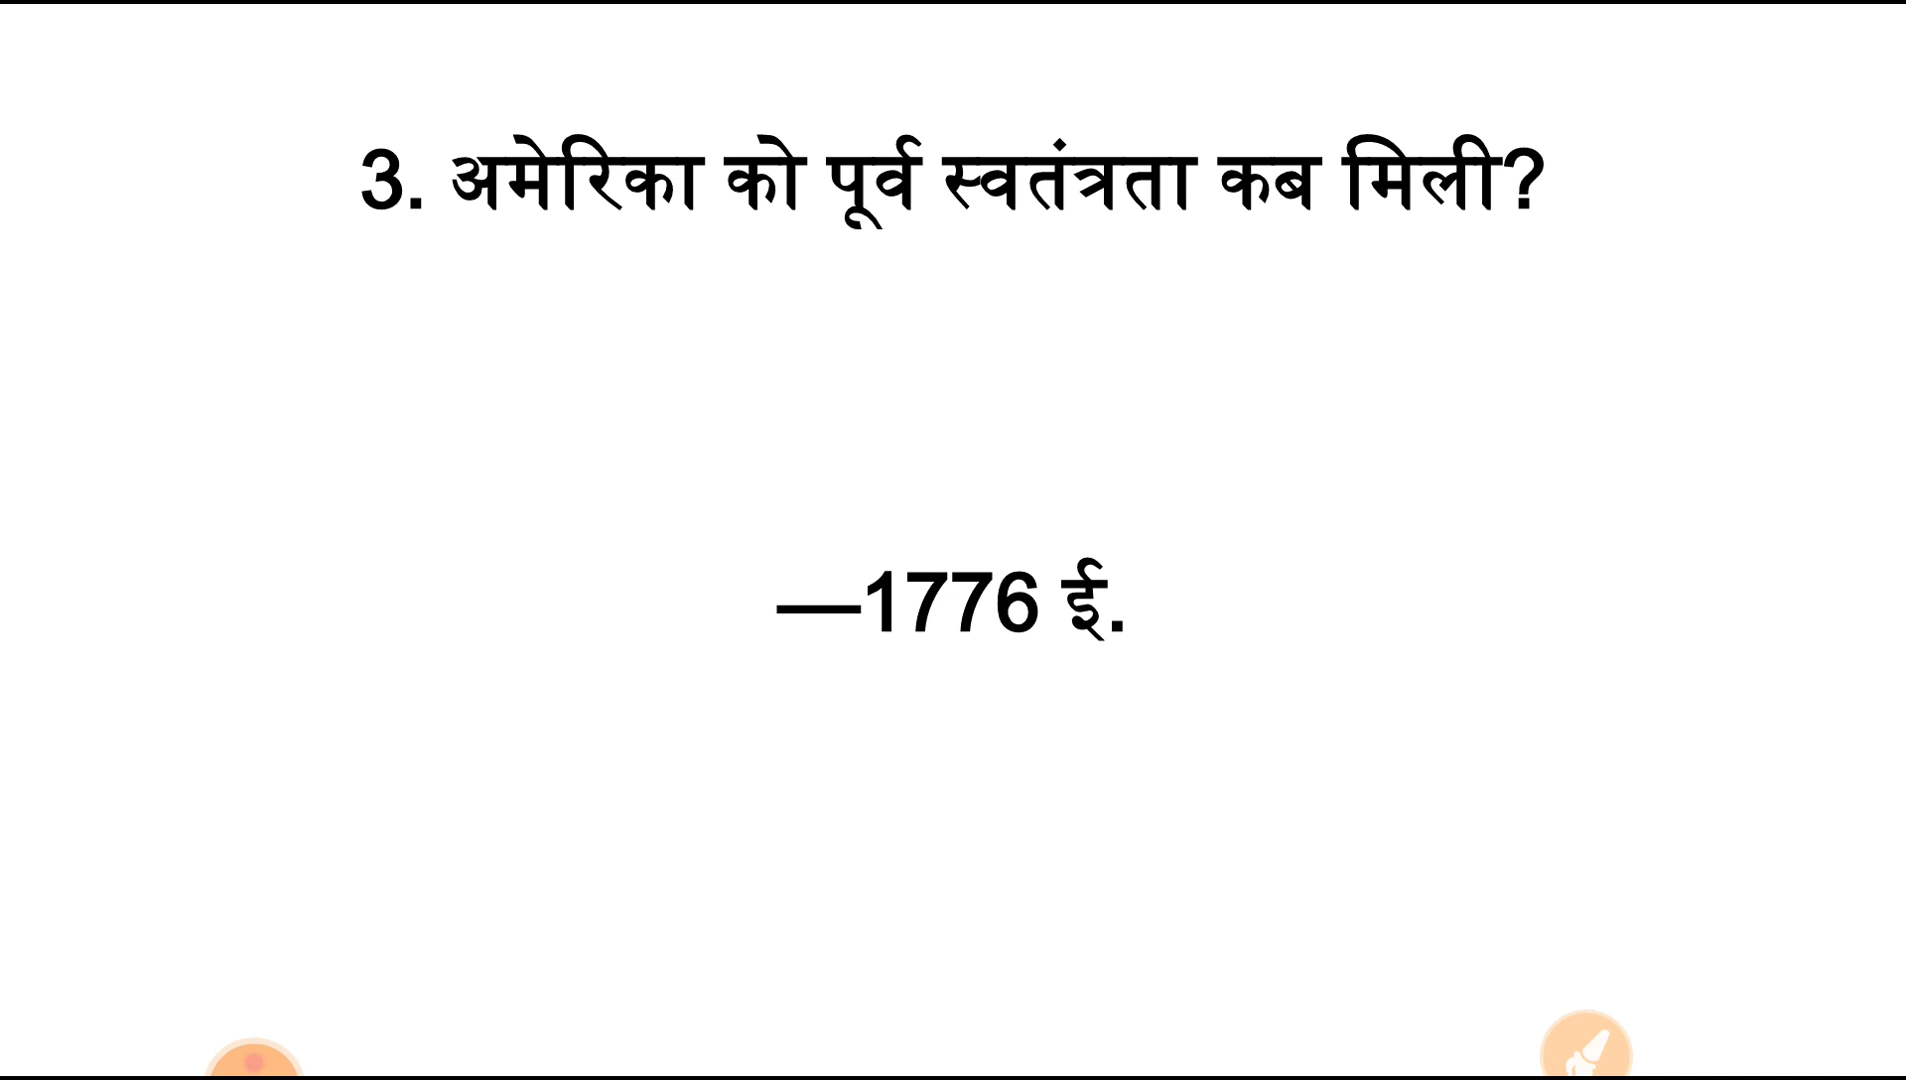 3. अमेरिका को पूर्व स्वतंत्रता कब मिली?
—1776 ई.